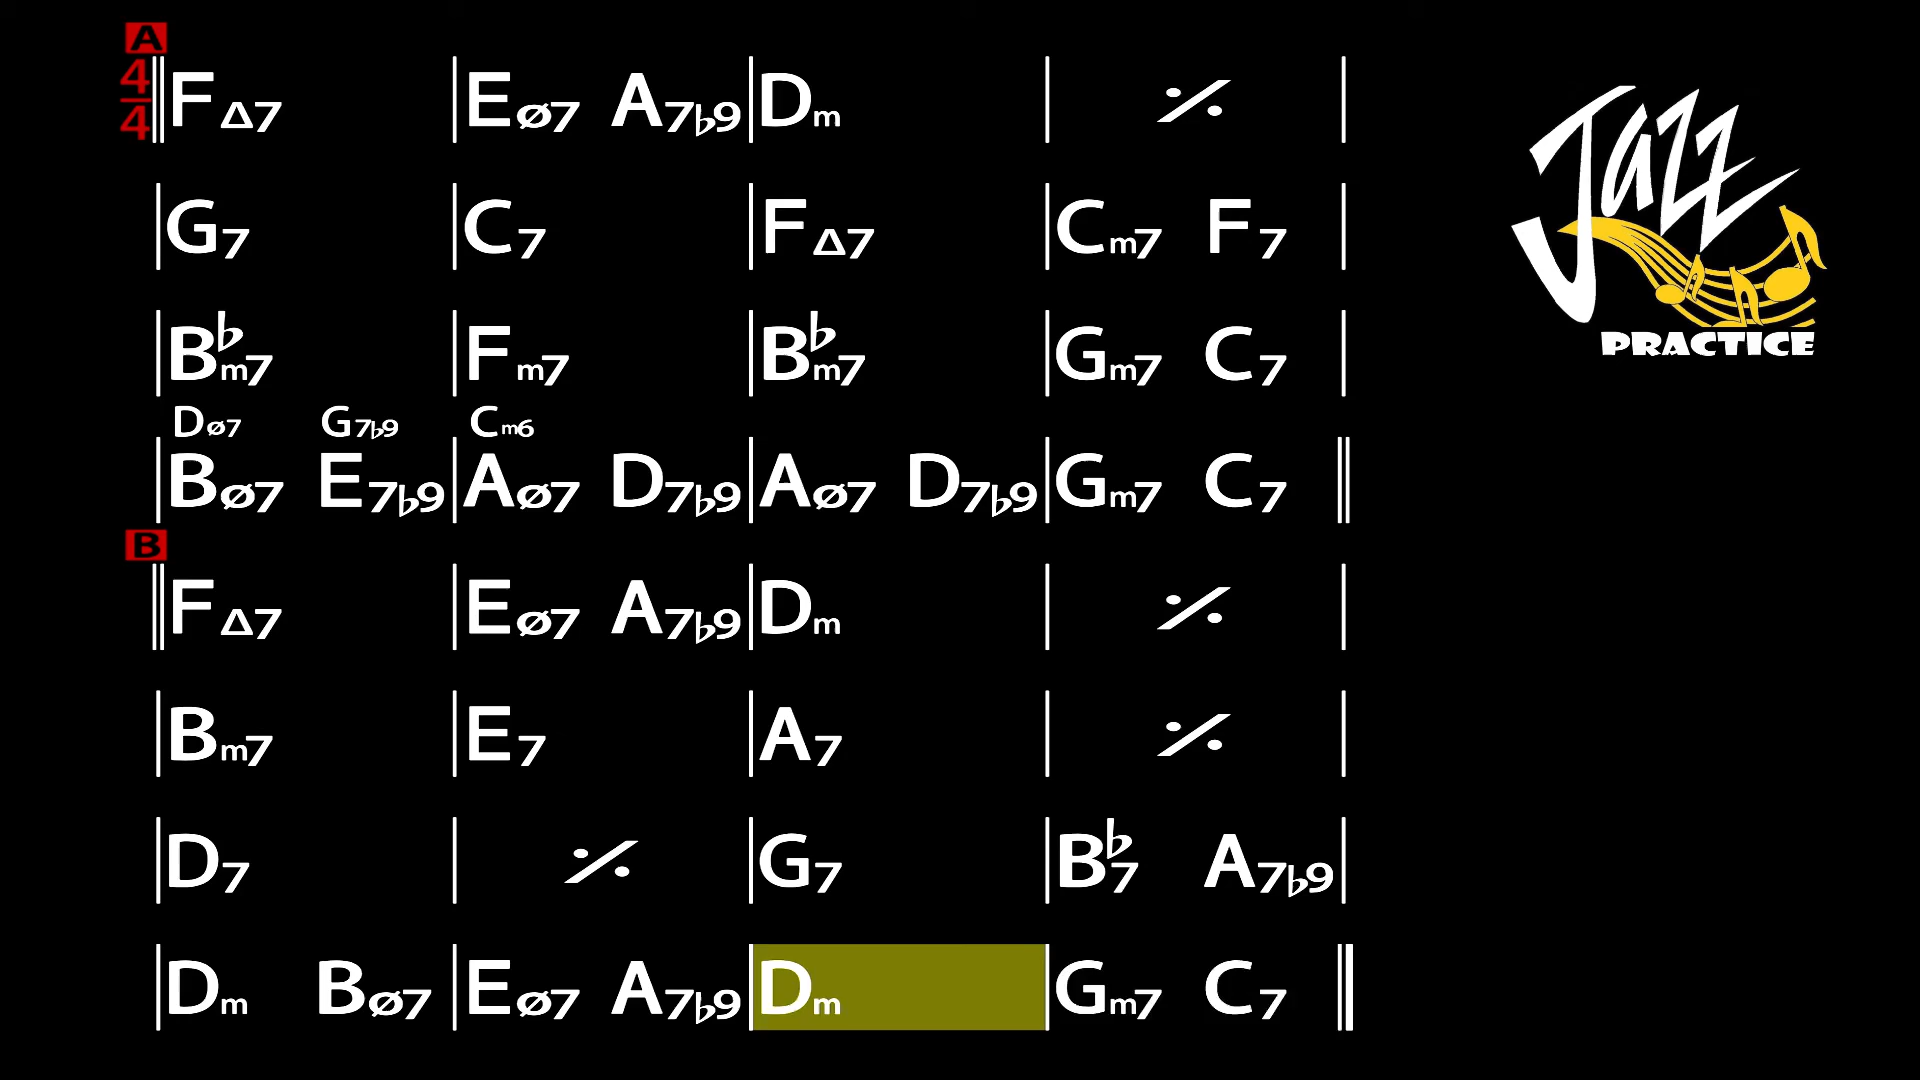 A
4/4 FΔ7 | Eø7 A7♭9 | Dm | 𝄎 |
G7 | C7 | FΔ7 | Cm7 F7 |
B♭m7 | Fm7 | B♭m7 | Gm7 C7 |
Dø7 G7♭9 Cm6
Bø7 E7♭9 | Aø7 D7♭9 | Aø7 D7♭9 | Gm7 C7 ||
B
FΔ7 | Eø7 A7♭9 | Dm | 𝄎 |
Bm7 | E7 | A7 | 𝄎 |
D7 | 𝄎 | G7 | B♭7 A7♭9 |
Dm Bø7 | Eø7 A7♭9 | Dm | Gm7 C7 ||
Jazz
PRACTICE